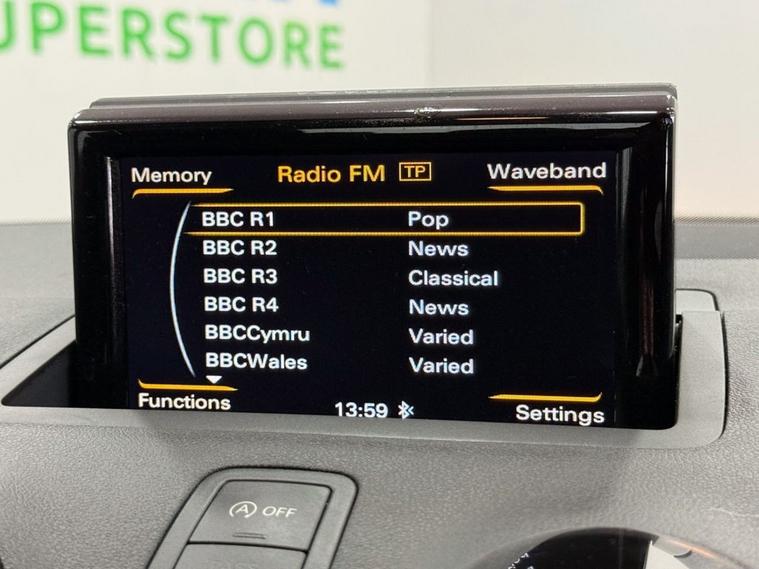 UPERSTORE
Memory Radio FM TP Waveband
BBC R1 Pop
BBC R2 News
BBC R3 Classical
BBC R4 News
BBCCymru Varied
BBCWales Varied
Functions 13:59 Settings
A OFF